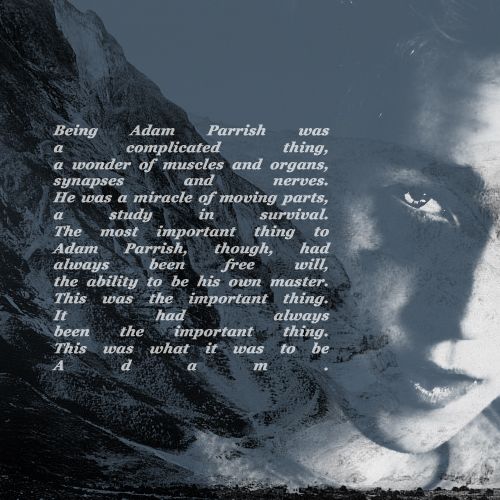 Being Adam Parrish was
a complicated thing,
a wonder of muscles and organs,
synapses and nerves.
He was a miracle of moving parts,
a study in survival.
The most important thing to
Adam Parrish, though, had
always been free will,
the ability to be his own master.
This was the important thing.
It had always
been the important thing.
This was what it was to be
Adam.